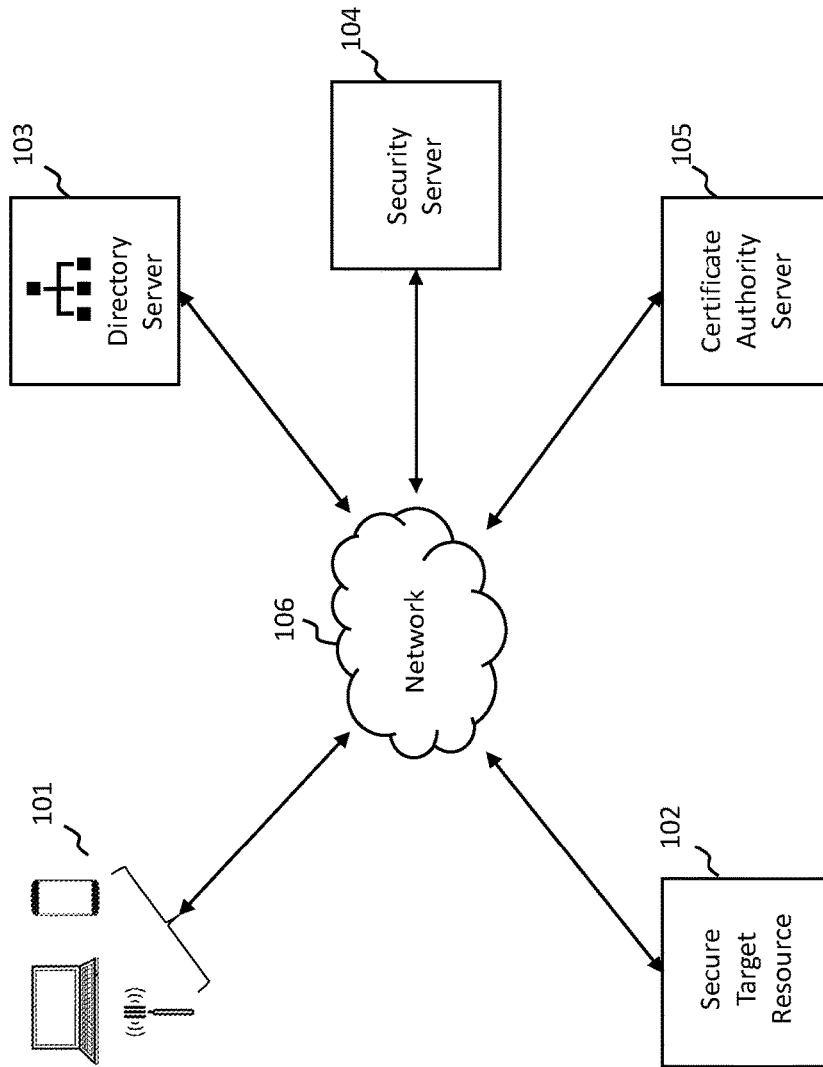 101
103
Directory
Server
104
Security
Server
106
Network
102
Secure
Target
Resource
105
Certificate
Authority
Server